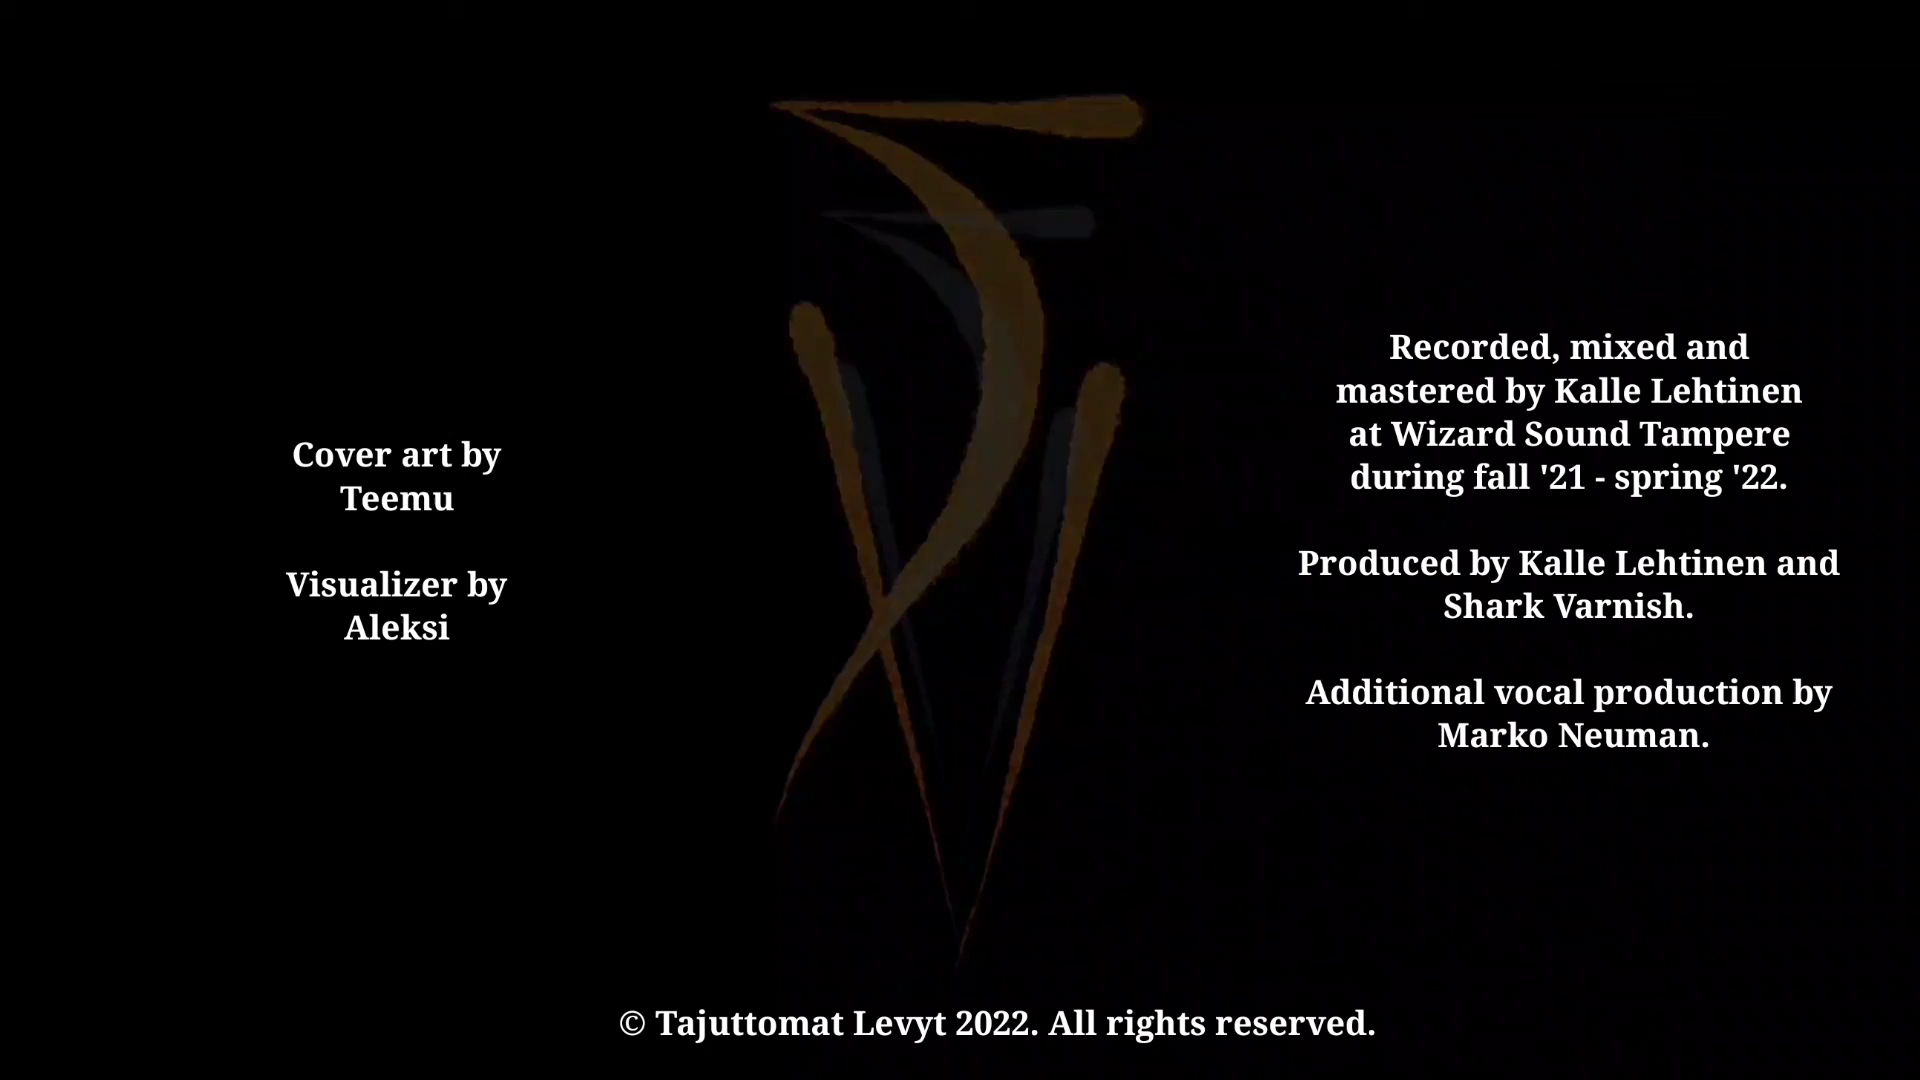 Cover art by
Teemu
Visualizer by
Aleksi
Recorded, mixed and
mastered by Kalle Lehtinen
at Wizard Sound Tampere
during fall '21 - spring '22.
Produced by Kalle Lehtinen and
Shark Varnish.
Additional vocal production by
Marko Neuman.
© Tajuttomat Levyt 2022. All rights reserved.